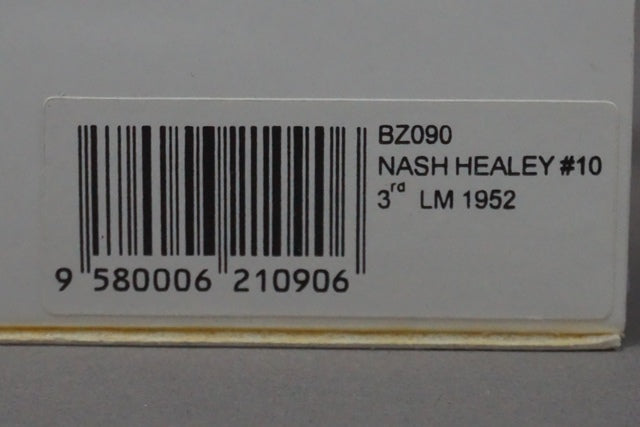 BZ090
NASH HEALEY #10
3rd LM 1952
9 580006 210906